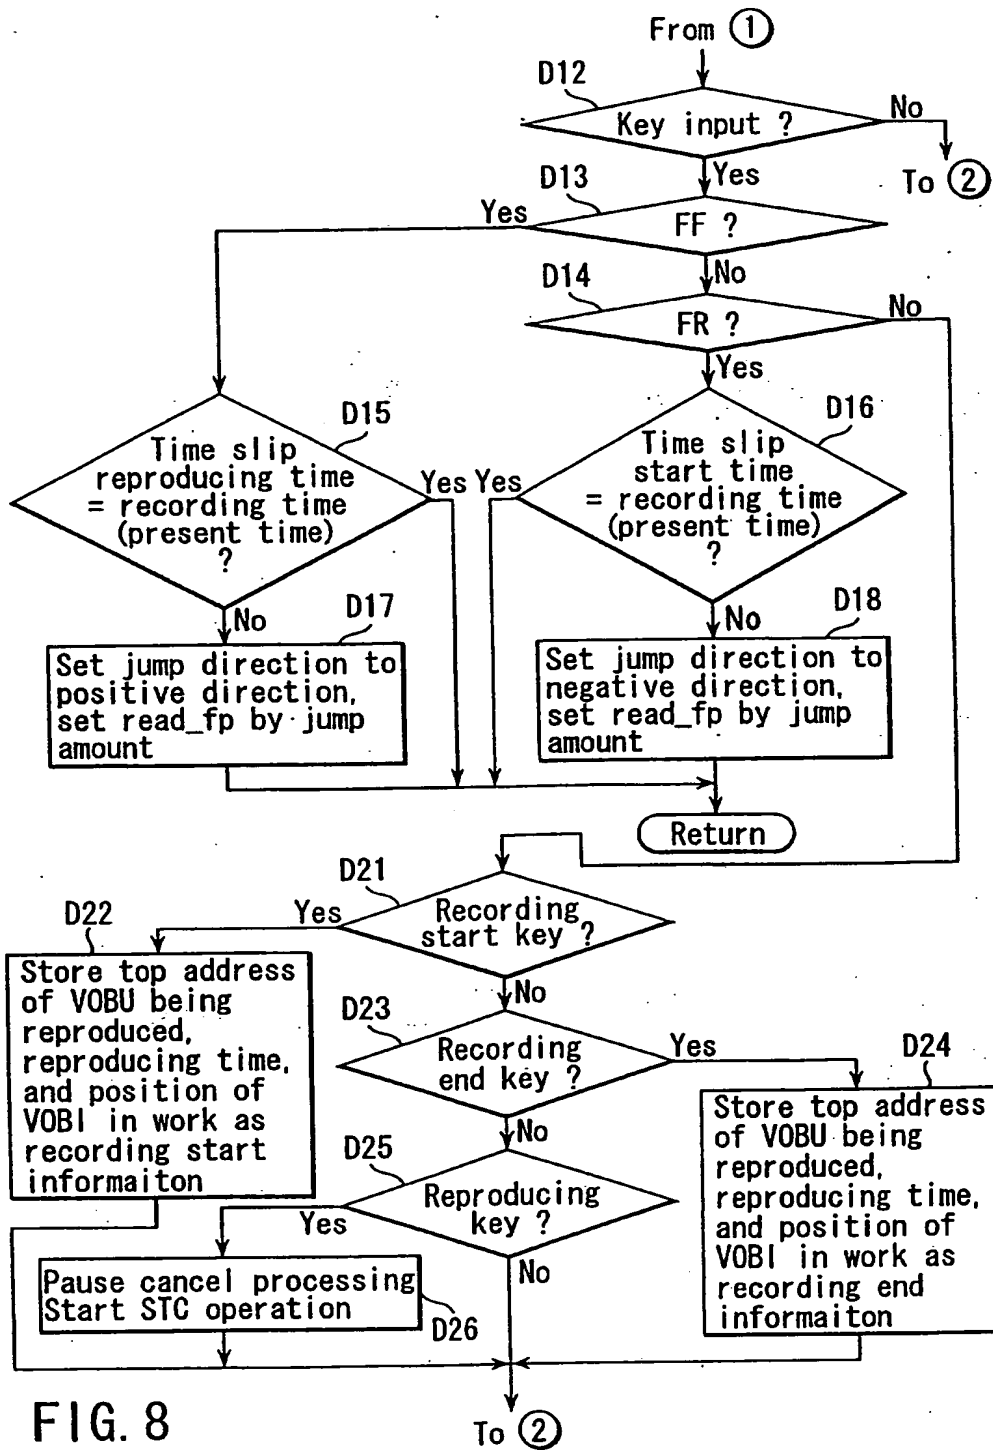 From ①
D12
Key input ?
No
To ②
Yes
D13
Yes
FF ?
No
D14
No
FR ?
Yes
D15
Time slip
reproducing time
= recording time
(present time)
?
Yes
D16
Time slip
start time
= recording time
(present time)
?
Yes
No
D17
Set jump direction to
positive direction,
set read_fp by jump
amount
No
D18
Set jump direction to
negative direction,
set read_fp by jump
amount
Return
D21
Recording
start key ?
Yes
D22
Store top address
of VOBU being
reproduced,
reproducing time,
and position of
VOBI in work as
recording start
informaiton
No
D23
Recording
end key ?
Yes
D24
Store top address
of VOBU being
reproduced,
reproducing time,
and position of
VOBI in work as
recording end
informaiton
No
D25
Reproducing
key ?
Yes
Pause cancel processing
Start STC operation
D26
No
FIG. 8
To ②